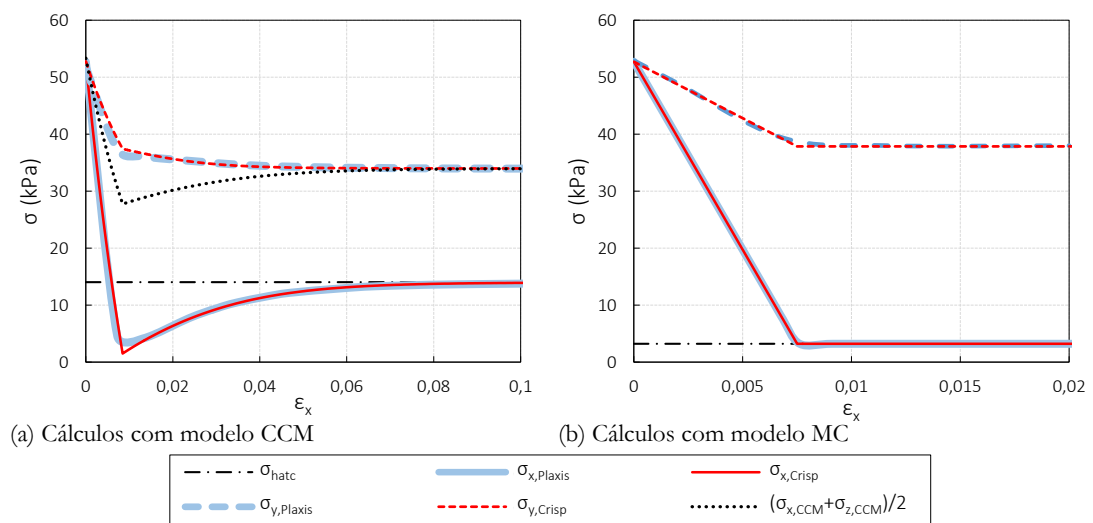 60
50
40
30
20
10
0
σ (kPa)
0
0,02
0,04
0,06
0,08
0,1
εx
60
50
40
30
20
10
0
σ (kPa)
0
0,005
0,01
0,015
0,02
εx
(a) Cálculos com modelo CCM
(b) Cálculos com modelo MC
σhatc
σx,Plaxis
σx,Crisp
σy,Plaxis
σy,Crisp
(σx,CCM+σz,CCM)/2